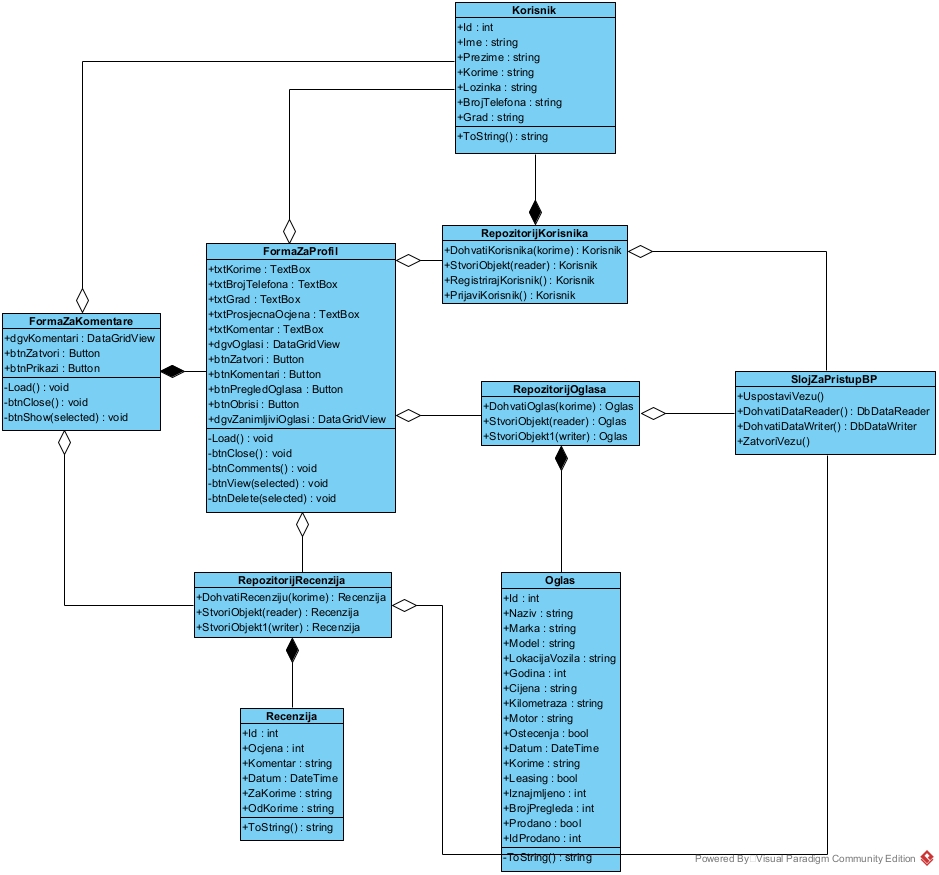 Korisnik
+Id : int
+Ime : string
+Prezime : string
+Korime : string
+Lozinka : string
+BrojTelefona : string
+Grad : string
+ToString() : string
RepozitorijKorisnika
+DohvatiKorisnika(korime) : Korisnik
+StvoriObjekt(reader) : Korisnik
+RegistrirajKorisnik() : Korisnik
+PrijaviKorisnik() : Korisnik
FormaZaProfil
+txtKorime : TextBox
+txtBrojTelefona : TextBox
+txtGrad : TextBox
+txtProsjecnaOcjena : TextBox
+txtKomentar : TextBox
+dgvOglasi : DataGridView
+btnZatvori : Button
+btnKomentari : Button
+btnPregledOglasa : Button
+btnObrisi : Button
+dgvZanimljiviOglasi : DataGridView
-Load() : void
-btnClose() : void
-btnComments() : void
-btnView(selected) : void
-btnDelete(selected) : void
FormaZaKomentare
+dgvKomentari : DataGridView
+btnZatvori : Button
+btnPrikazi : Button
-Load() : void
-btnClose() : void
-btnShow(selected) : void
RepozitorijOglasa
+DohvatiOglas(korime) : Oglas
+StvoriObjekt(reader) : Oglas
+StvoriObjekt1(writer) : Oglas
SlojZaPristupBP
+UspostaviVezu()
+DohvatiDataReader() : DbDataReader
+DohvatiDataWriter() : DbDataWriter
+ZatvoriVezu()
RepozitorijRecenzija
+DohvatiRecenziju(korime) : Recenzija
+StvoriObjekt(reader) : Recenzija
+StvoriObjekt1(writer) : Recenzija
Oglas
+Id : int
+Naziv : string
+Marka : string
+Model : string
+LokacijaVozila : string
+Godina : int
+Cijena : string
+Kilometraza : string
+Motor : string
+Ostecenja : bool
+Datum : DateTime
+Korime : string
+Leasing : bool
+Iznajmljeno : int
+BrojPregleda : int
+Prodano : bool
+IdProdano : int
-ToString() : string
Recenzija
+Id : int
+Ocjena : int
+Komentar : string
+Datum : DateTime
+ZaKorime : string
+OdKorime : string
+ToString() : string
Powered By Visual Paradigm Community Edition